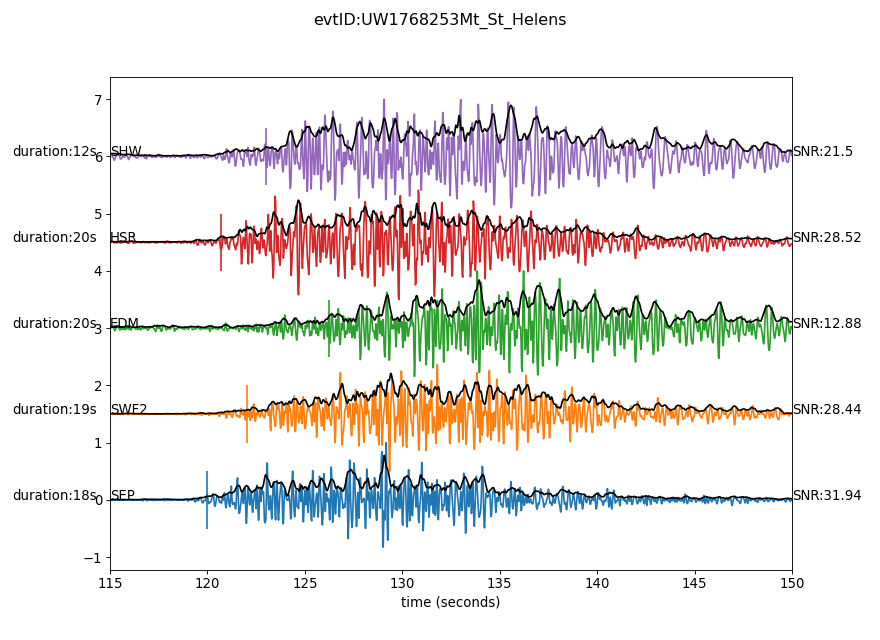 evtID:UW1768253Mt_St_Helens
7
duration:12s
6
SHW
SNR:21.5
5
duration:20s
HSR
SNR:28.52
4
duration:20s
3
EDM
SNR:12.88
2
duration:19s
SWF2
SNR:28.44
1
duration:18s
0
SEP
SNR:31.94
−1
115 120 125 130 135 140 145 150
time (seconds)